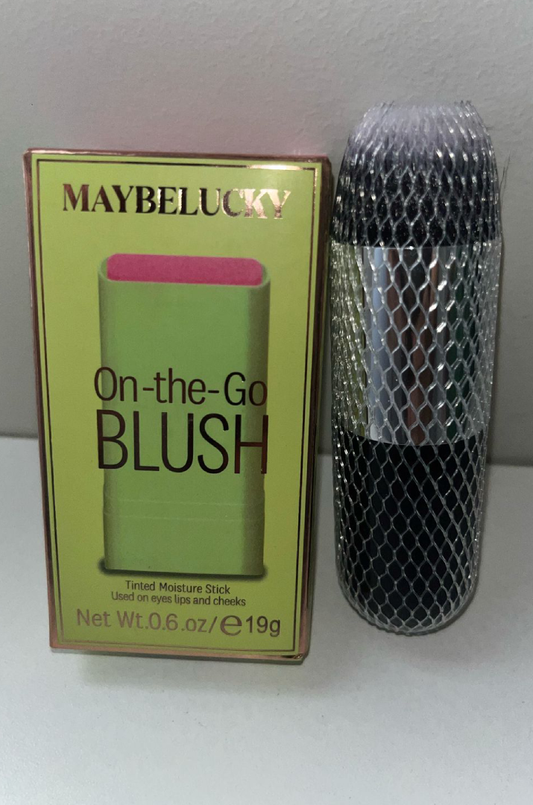 MAYBELUCKY
On-the-Go
BLUSH
Tinted Moisture Stick
Used on eyes lips and cheeks
Net Wt.0.6.oz/℮19g